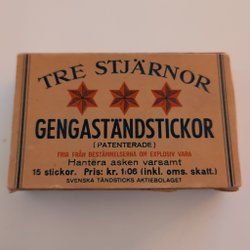 TRE STJÄRNOR
GENGASTÄNDSTICKOR
(PATENTERADE)
FRIA FRÅN BESTÄMMELSERNA OM EXPLOSIV VARA
Hantera asken varsamt
15 stickor. Pris: kr. 1:06 (inkl. oms. skatt.)
SVENSKA TÄNDSTICKS AKTIEBOLAGET